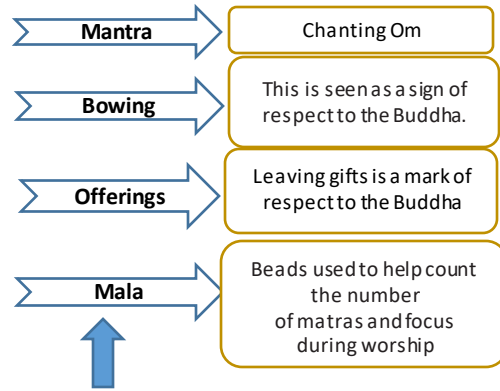 Mantra
Chanting Om
Bowing
This is seen as a sign of
respect to the Buddha.
Offerings
Leaving gifts is a mark of
respect to the Buddha
Mala
Beads used to help count
the number
of matras and focus
during worship